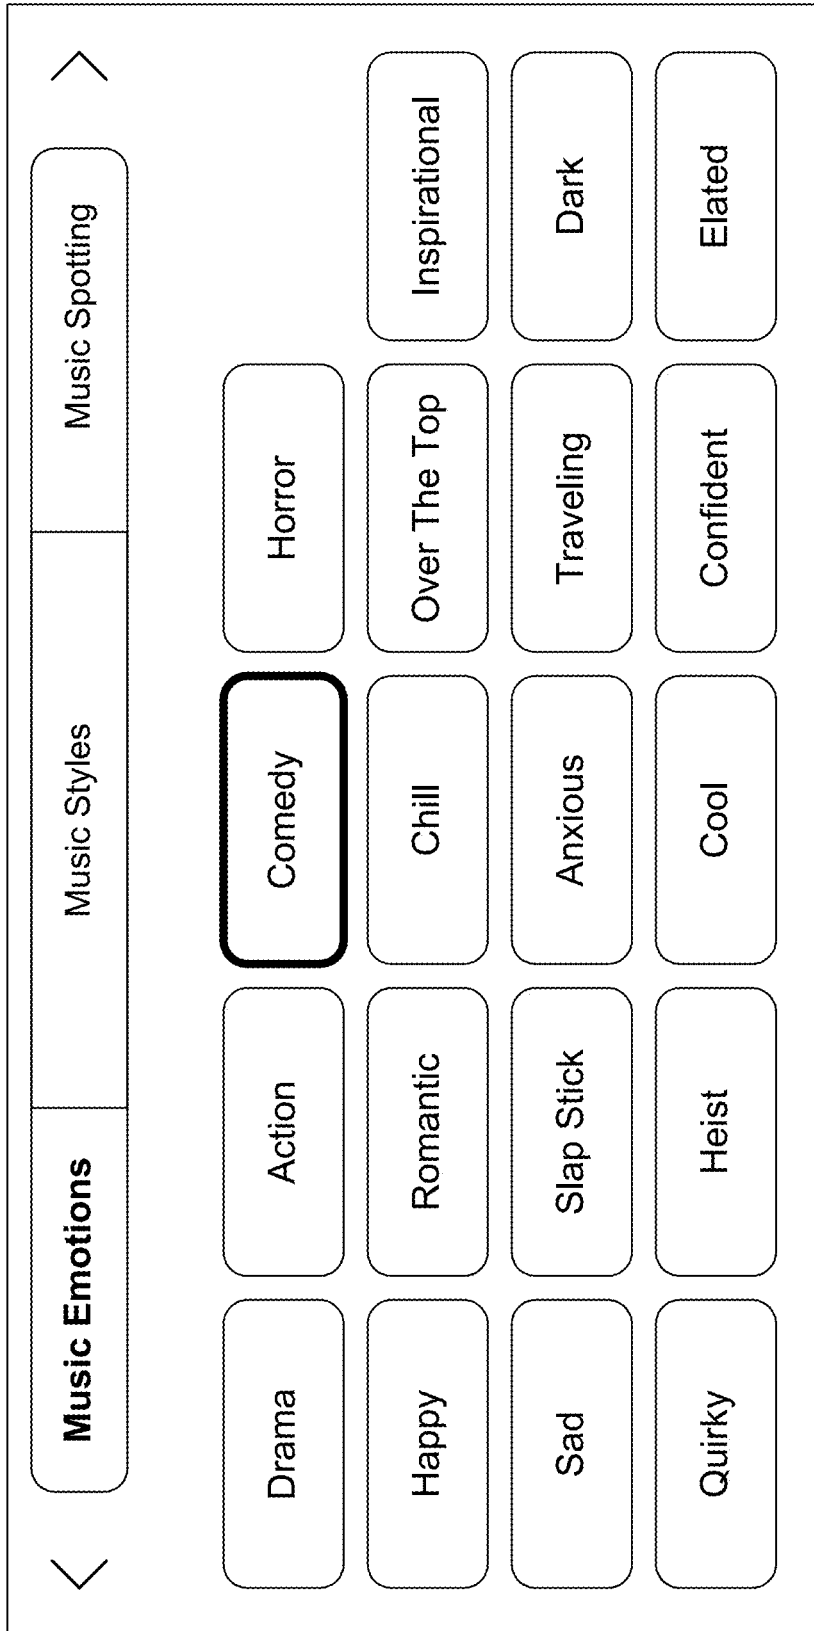 Music Emotions
Music Styles
Music Spotting
Drama
Action
Comedy
Horror
Happy
Romantic
Chill
Over The Top
Inspirational
Sad
Slap Stick
Anxious
Traveling
Dark
Quirky
Heist
Cool
Confident
Elated